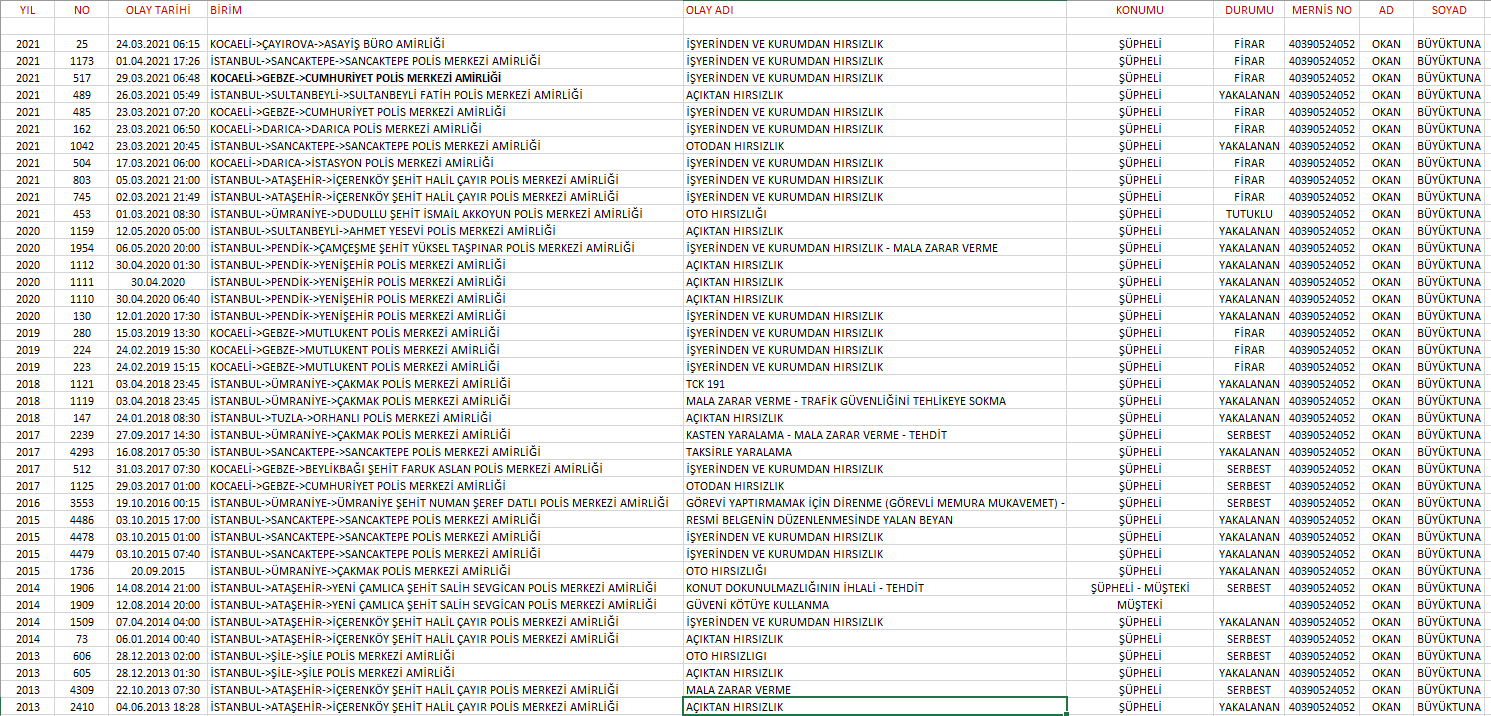 YIL NO OLAY TARİHİ BİRİM OLAY ADI KONUMU DURUMU MERNİS NO AD SOYAD
2021 25 24.03.2021 06:15 KOCAELİ->ÇAYIROVA->ASAYİŞ BÜRO AMİRLİĞİ İŞYERİNDEN VE KURUMDAN HIRSIZLIK ŞÜPHELİ FİRAR 40390524052 OKAN BÜYÜKTUNA
2021 1173 01.04.2021 17:26 İSTANBUL->SANCAKTEPE->SANCAKTEPE POLİS MERKEZİ AMİRLİĞİ İŞYERİNDEN VE KURUMDAN HIRSIZLIK ŞÜPHELİ FİRAR 40390524052 OKAN BÜYÜKTUNA
2021 517 29.03.2021 06:48 KOCAELİ->GEBZE->CUMHURİYET POLİS MERKEZİ AMİRLİĞİ İŞYERİNDEN VE KURUMDAN HIRSIZLIK ŞÜPHELİ FİRAR 40390524052 OKAN BÜYÜKTUNA
2021 489 26.03.2021 05:49 İSTANBUL->SULTANBEYLİ->SULTANBEYLİ FATİH POLİS MERKEZİ AMİRLİĞİ AÇIKTAN HIRSIZLIK ŞÜPHELİ YAKALANAN 40390524052 OKAN BÜYÜKTUNA
2021 485 23.03.2021 07:20 KOCAELİ->GEBZE->CUMHURİYET POLİS MERKEZİ AMİRLİĞİ İŞYERİNDEN VE KURUMDAN HIRSIZLIK ŞÜPHELİ FİRAR 40390524052 OKAN BÜYÜKTUNA
2021 162 23.03.2021 06:50 KOCAELİ->DARICA->DARICA POLİS MERKEZİ AMİRLİĞİ İŞYERİNDEN VE KURUMDAN HIRSIZLIK ŞÜPHELİ FİRAR 40390524052 OKAN BÜYÜKTUNA
2021 1042 23.03.2021 20:45 İSTANBUL->SANCAKTEPE->SANCAKTEPE POLİS MERKEZİ AMİRLİĞİ OTODAN HIRSIZLIK ŞÜPHELİ YAKALANAN 40390524052 OKAN BÜYÜKTUNA
2021 504 17.03.2021 06:00 KOCAELİ->DARICA->İSTASYON POLİS MERKEZİ AMİRLİĞİ İŞYERİNDEN VE KURUMDAN HIRSIZLIK ŞÜPHELİ FİRAR 40390524052 OKAN BÜYÜKTUNA
2021 803 05.03.2021 21:00 İSTANBUL->ATAŞEHİR->İÇERENKÖY ŞEHİT HALİL ÇAYIR POLİS MERKEZİ AMİRLİĞİ İŞYERİNDEN VE KURUMDAN HIRSIZLIK ŞÜPHELİ FİRAR 40390524052 OKAN BÜYÜKTUNA
2021 745 02.03.2021 21:49 İSTANBUL->ATAŞEHİR->İÇERENKÖY ŞEHİT HALİL ÇAYIR POLİS MERKEZİ AMİRLİĞİ İŞYERİNDEN VE KURUMDAN HIRSIZLIK ŞÜPHELİ FİRAR 40390524052 OKAN BÜYÜKTUNA
2021 453 01.03.2021 08:30 İSTANBUL->ÜMRANİYE->DUDULLU ŞEHİT İSMAİL AKKOYUN POLİS MERKEZİ AMİRLİĞİ OTO HIRSIZLIĞI ŞÜPHELİ TUTUKLU 40390524052 OKAN BÜYÜKTUNA
2020 1159 12.05.2020 05:00 İSTANBUL->SULTANBEYLİ->AHMET YESEVİ POLİS MERKEZİ AMİRLİĞİ AÇIKTAN HIRSIZLIK ŞÜPHELİ YAKALANAN 40390524052 OKAN BÜYÜKTUNA
2020 1954 06.05.2020 20:00 İSTANBUL->PENDİK->ÇAMÇEŞME ŞEHİT YÜKSEL TAŞPINAR POLİS MERKEZİ AMİRLİĞİ İŞYERİNDEN VE KURUMDAN HIRSIZLIK - MALA ZARAR VERME ŞÜPHELİ YAKALANAN 40390524052 OKAN BÜYÜKTUNA
2020 1112 30.04.2020 01:30 İSTANBUL->PENDİK->YENİŞEHİR POLİS MERKEZİ AMİRLİĞİ AÇIKTAN HIRSIZLIK ŞÜPHELİ YAKALANAN 40390524052 OKAN BÜYÜKTUNA
2020 1111 30.04.2020 İSTANBUL->PENDİK->YENİŞEHİR POLİS MERKEZİ AMİRLİĞİ AÇIKTAN HIRSIZLIK ŞÜPHELİ YAKALANAN 40390524052 OKAN BÜYÜKTUNA
2020 1110 30.04.2020 06:40 İSTANBUL->PENDİK->YENİŞEHİR POLİS MERKEZİ AMİRLİĞİ AÇIKTAN HIRSIZLIK ŞÜPHELİ YAKALANAN 40390524052 OKAN BÜYÜKTUNA
2020 130 12.01.2020 17:30 İSTANBUL->PENDİK->YENİŞEHİR POLİS MERKEZİ AMİRLİĞİ İŞYERİNDEN VE KURUMDAN HIRSIZLIK ŞÜPHELİ YAKALANAN 40390524052 OKAN BÜYÜKTUNA
2019 280 15.03.2019 13:30 KOCAELİ->GEBZE->MUTLUKENT POLİS MERKEZİ AMİRLİĞİ İŞYERİNDEN VE KURUMDAN HIRSIZLIK ŞÜPHELİ FİRAR 40390524052 OKAN BÜYÜKTUNA
2019 224 24.02.2019 15:30 KOCAELİ->GEBZE->MUTLUKENT POLİS MERKEZİ AMİRLİĞİ İŞYERİNDEN VE KURUMDAN HIRSIZLIK ŞÜPHELİ FİRAR 40390524052 OKAN BÜYÜKTUNA
2019 223 24.02.2019 15:15 KOCAELİ->GEBZE->MUTLUKENT POLİS MERKEZİ AMİRLİĞİ İŞYERİNDEN VE KURUMDAN HIRSIZLIK ŞÜPHELİ FİRAR 40390524052 OKAN BÜYÜKTUNA
2018 1121 03.04.2018 23:45 İSTANBUL->ÜMRANİYE->ÇAKMAK POLİS MERKEZİ AMİRLİĞİ TCK 191 ŞÜPHELİ YAKALANAN 40390524052 OKAN BÜYÜKTUNA
2018 1119 03.04.2018 23:45 İSTANBUL->ÜMRANİYE->ÇAKMAK POLİS MERKEZİ AMİRLİĞİ MALA ZARAR VERME - TRAFİK GÜVENLİĞİNİ TEHLİKEYE SOKMA ŞÜPHELİ YAKALANAN 40390524052 OKAN BÜYÜKTUNA
2018 147 24.01.2018 08:30 İSTANBUL->TUZLA->ORHANLI POLİS MERKEZİ AMİRLİĞİ AÇIKTAN HIRSIZLIK ŞÜPHELİ YAKALANAN 40390524052 OKAN BÜYÜKTUNA
2017 2239 27.09.2017 14:30 İSTANBUL->ÜMRANİYE->ÇAKMAK POLİS MERKEZİ AMİRLİĞİ KASTEN YARALAMA - MALA ZARAR VERME - TEHDİT ŞÜPHELİ SERBEST 40390524052 OKAN BÜYÜKTUNA
2017 4293 16.08.2017 05:30 İSTANBUL->SANCAKTEPE->SANCAKTEPE POLİS MERKEZİ AMİRLİĞİ TAKSİRLE YARALAMA ŞÜPHELİ YAKALANAN 40390524052 OKAN BÜYÜKTUNA
2017 512 31.03.2017 07:30 KOCAELİ->GEBZE->BEYLİKBAĞI ŞEHİT FARUK ASLAN POLİS MERKEZİ AMİRLİĞİ İŞYERİNDEN VE KURUMDAN HIRSIZLIK ŞÜPHELİ SERBEST 40390524052 OKAN BÜYÜKTUNA
2017 1125 29.03.2017 01:00 KOCAELİ->GEBZE->CUMHURİYET POLİS MERKEZİ AMİRLİĞİ OTODAN HIRSIZLIK ŞÜPHELİ SERBEST 40390524052 OKAN BÜYÜKTUNA
2016 3553 19.10.2016 00:15 İSTANBUL->ÜMRANİYE->ÜMRANİYE ŞEHİT NUMAN ŞEREF DATLI POLİS MERKEZİ AMİRLİĞİ GÖREVİ YAPTIRMAMAK İÇİN DİRENME (GÖREVLİ MEMURA MUKAVEMET) - ŞÜPHELİ SERBEST 40390524052 OKAN BÜYÜKTUNA
2015 4486 03.10.2015 17:00 İSTANBUL->SANCAKTEPE->SANCAKTEPE POLİS MERKEZİ AMİRLİĞİ RESMİ BELGENİN DÜZENLENMESİNDE YALAN BEYAN ŞÜPHELİ YAKALANAN 40390524052 OKAN BÜYÜKTUNA
2015 4478 03.10.2015 01:00 İSTANBUL->SANCAKTEPE->SANCAKTEPE POLİS MERKEZİ AMİRLİĞİ İŞYERİNDEN VE KURUMDAN HIRSIZLIK ŞÜPHELİ YAKALANAN 40390524052 OKAN BÜYÜKTUNA
2015 4479 03.10.2015 07:40 İSTANBUL->SANCAKTEPE->SANCAKTEPE POLİS MERKEZİ AMİRLİĞİ İŞYERİNDEN VE KURUMDAN HIRSIZLIK ŞÜPHELİ YAKALANAN 40390524052 OKAN BÜYÜKTUNA
2015 1736 20.09.2015 İSTANBUL->ÜMRANİYE->ÇAKMAK POLİS MERKEZİ AMİRLİĞİ OTO HIRSIZLIĞI ŞÜPHELİ YAKALANAN 40390524052 OKAN BÜYÜKTUNA
2014 1906 14.08.2014 21:00 İSTANBUL->ATAŞEHİR->YENİ ÇAMLICA ŞEHİT SALİH SEVGİCAN POLİS MERKEZİ AMİRLİĞİ KONUT DOKUNULMAZLIĞININ İHLALİ - TEHDİT ŞÜPHELİ - MÜŞTEKİ SERBEST 40390524052 OKAN BÜYÜKTUNA
2014 1909 12.08.2014 20:00 İSTANBUL->ATAŞEHİR->YENİ ÇAMLICA ŞEHİT SALİH SEVGİCAN POLİS MERKEZİ AMİRLİĞİ GÜVENİ KÖTÜYE KULLANMA MÜŞTEKİ 40390524052 OKAN BÜYÜKTUNA
2014 1509 07.04.2014 04:00 İSTANBUL->ATAŞEHİR->İÇERENKÖY ŞEHİT HALİL ÇAYIR POLİS MERKEZİ AMİRLİĞİ İŞYERİNDEN VE KURUMDAN HIRSIZLIK ŞÜPHELİ YAKALANAN 40390524052 OKAN BÜYÜKTUNA
2014 73 06.01.2014 00:40 İSTANBUL->ATAŞEHİR->İÇERENKÖY ŞEHİT HALİL ÇAYIR POLİS MERKEZİ AMİRLİĞİ AÇIKTAN HIRSIZLIK ŞÜPHELİ SERBEST 40390524052 OKAN BÜYÜKTUNA
2013 606 28.12.2013 02:00 İSTANBUL->ŞİLE->ŞİLE POLİS MERKEZİ AMİRLİĞİ OTO HIRSIZLIGI ŞÜPHELİ SERBEST 40390524052 OKAN BÜYÜKTUNA
2013 605 28.12.2013 01:30 İSTANBUL->ŞİLE->ŞİLE POLİS MERKEZİ AMİRLİĞİ AÇIKTAN HIRSIZLIK ŞÜPHELİ YAKALANAN 40390524052 OKAN BÜYÜKTUNA
2013 4309 22.10.2013 07:30 İSTANBUL->ATAŞEHİR->İÇERENKÖY ŞEHİT HALİL ÇAYIR POLİS MERKEZİ AMİRLİĞİ MALA ZARAR VERME ŞÜPHELİ SERBEST 40390524052 OKAN BÜYÜKTUNA
2013 2410 04.06.2013 18:28 İSTANBUL->ATAŞEHİR->İÇERENKÖY ŞEHİT HALİL ÇAYIR POLİS MERKEZİ AMİRLİĞİ AÇIKTAN HIRSIZLIK ŞÜPHELİ YAKALANAN 40390524052 OKAN BÜYÜKTUNA